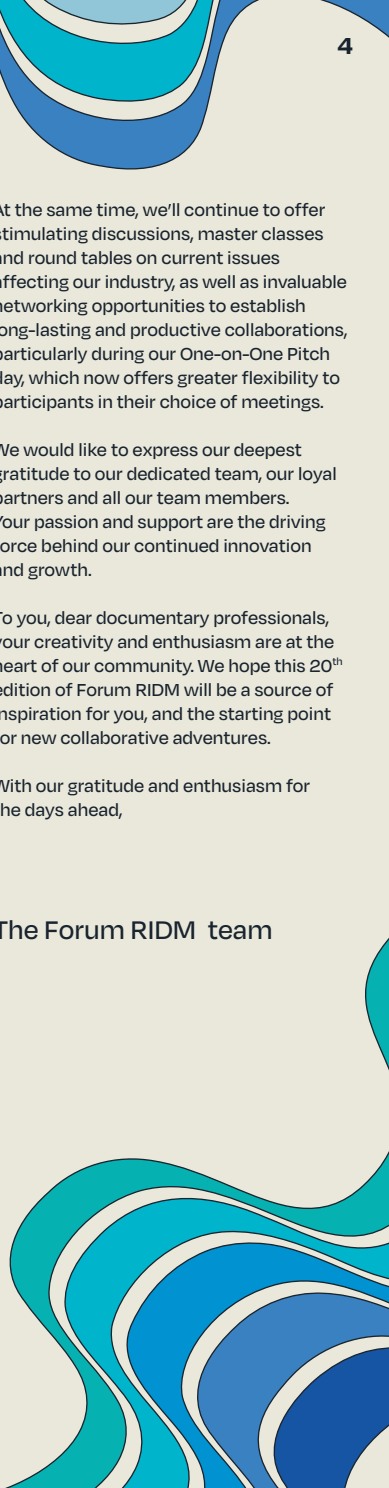 4
At the same time, we'll continue to offer
stimulating discussions, master classes
and round tables on current issues
affecting our industry, as well as invaluable
networking opportunities to establish
long-lasting and productive collaborations,
particularly during our One-on-One Pitch
day, which now offers greater flexibility to
participants in their choice of meetings.
We would like to express our deepest
gratitude to our dedicated team, our loyal
partners and all our team members.
Your passion and support are the driving
force behind our continued innovation
and growth.
To you, dear documentary professionals,
your creativity and enthusiasm are at the
heart of our community. We hope this 20th
edition of Forum RIDM will be a source of
inspiration for you, and the starting point
for new collaborative adventures.
With our gratitude and enthusiasm for
the days ahead,
The Forum RIDM team